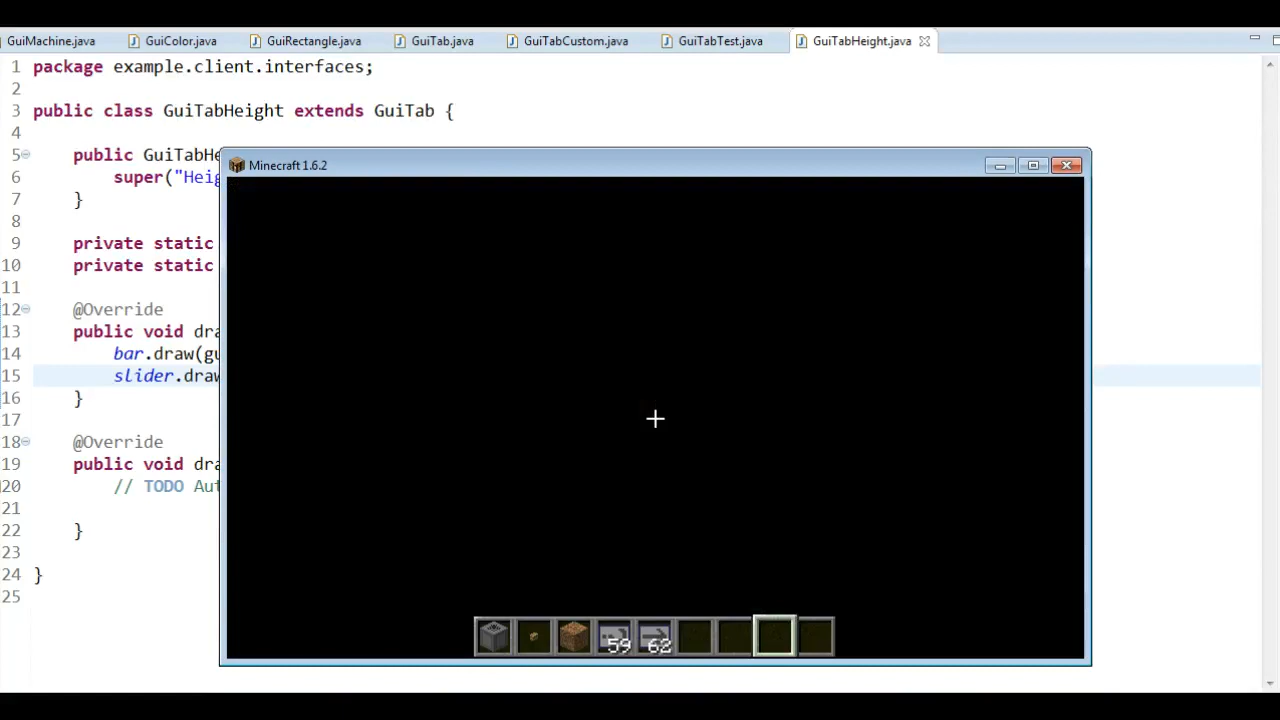 GuiMachine.java GuiColor.java GuiRectangle.java GuiTab.java GuiTabCustom.java GuiTabTest.java GuiTabHeight.java
1 package example.client.interfaces;
2
3 public class GuiTabHeight extends GuiTab {
4
5 public GuiTabHe
6 super("Heig
7 }
8
9 private static
10 private static
11
12 @Override
13 public void dra
14 bar.draw(gu
15 slider.draw
16 }
17
18 @Override
19 public void dra
20 // TODO Aut
21
22 }
23
24 }
25
Minecraft 1.6.2
59 62